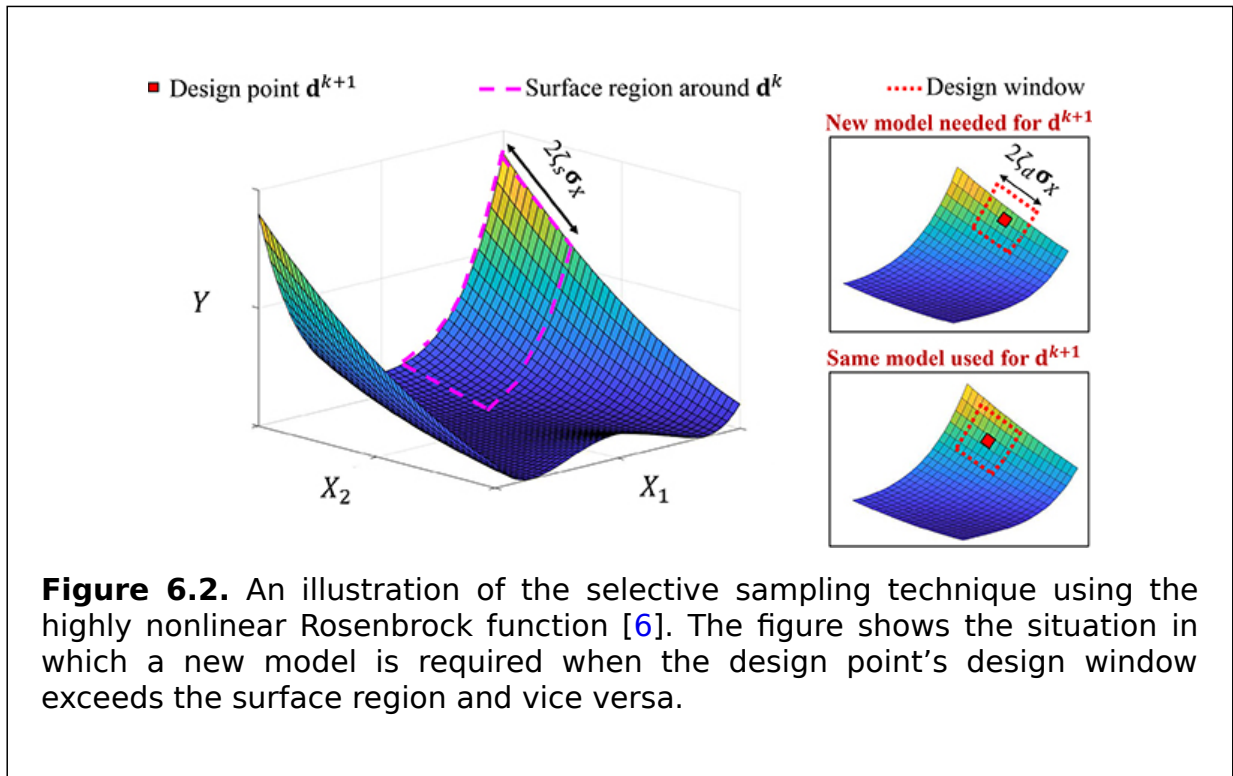 Design point d^{k+1}
Surface region around d^k
Design window
New model needed for d^{k+1}
2ζ_s σ_X
2ζ_d σ_X
Y
Same model used for d^{k+1}
X_2
X_1
Figure 6.2. An illustration of the selective sampling technique using the
highly nonlinear Rosenbrock function [6]. The figure shows the situation in
which a new model is required when the design point’s design window
exceeds the surface region and vice versa.